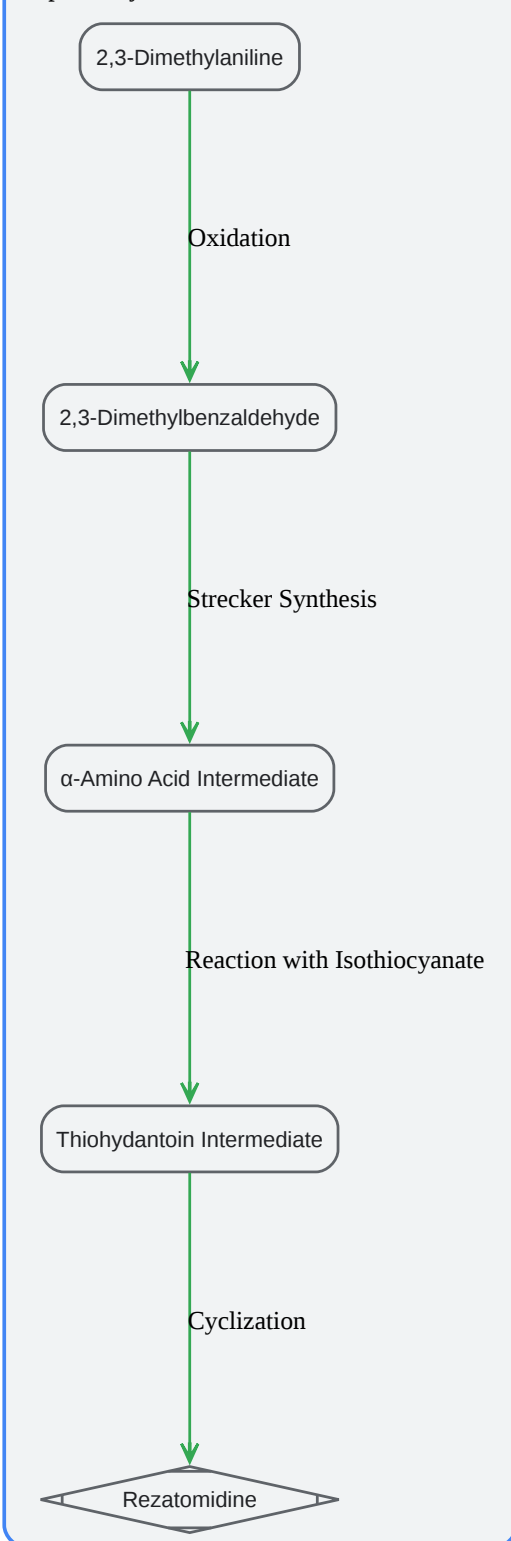 2,3-Dimethylaniline
Oxidation
2,3-Dimethylbenzaldehyde
Strecker Synthesis
α-Amino Acid Intermediate
Reaction with Isothiocyanate
Thiohydantoin Intermediate
Cyclization
Rezatomidine